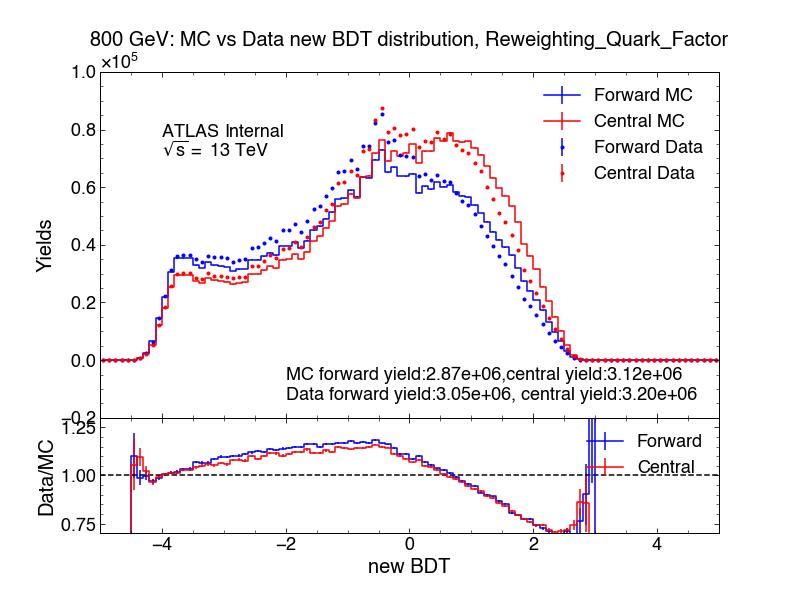 800 GeV: MC vs Data new BDT distribution, Reweighting_Quark_Factor
×10⁵
1.0
0.8
0.6
0.4
0.2
0.0
−0.2
Yields
ATLAS Internal
√s = 13 TeV
Forward MC
Central MC
Forward Data
Central Data
MC forward yield:2.87e+06,central yield:3.12e+06
Data forward yield:3.05e+06, central yield:3.20e+06
1.25
1.00
0.75
Data/MC
Forward
Central
−4 −2 0 2 4
new BDT